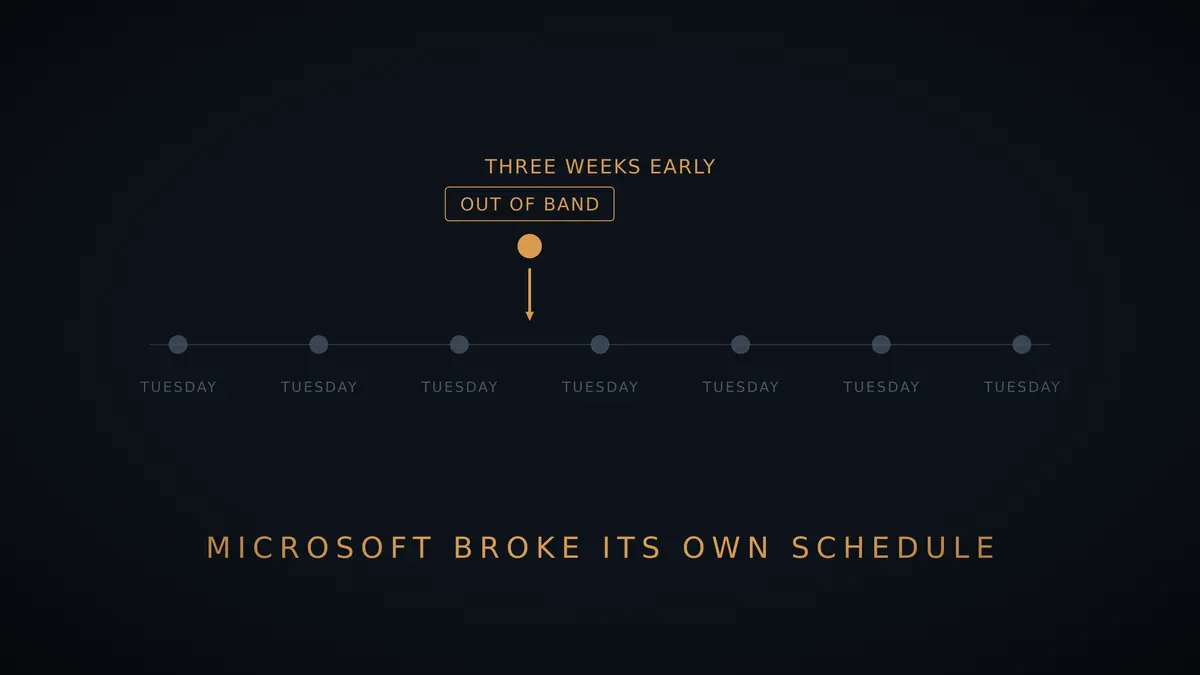 THREE WEEKS EARLY
OUT OF BAND
TUESDAY TUESDAY TUESDAY TUESDAY TUESDAY TUESDAY TUESDAY
MICROSOFT BROKE ITS OWN SCHEDULE